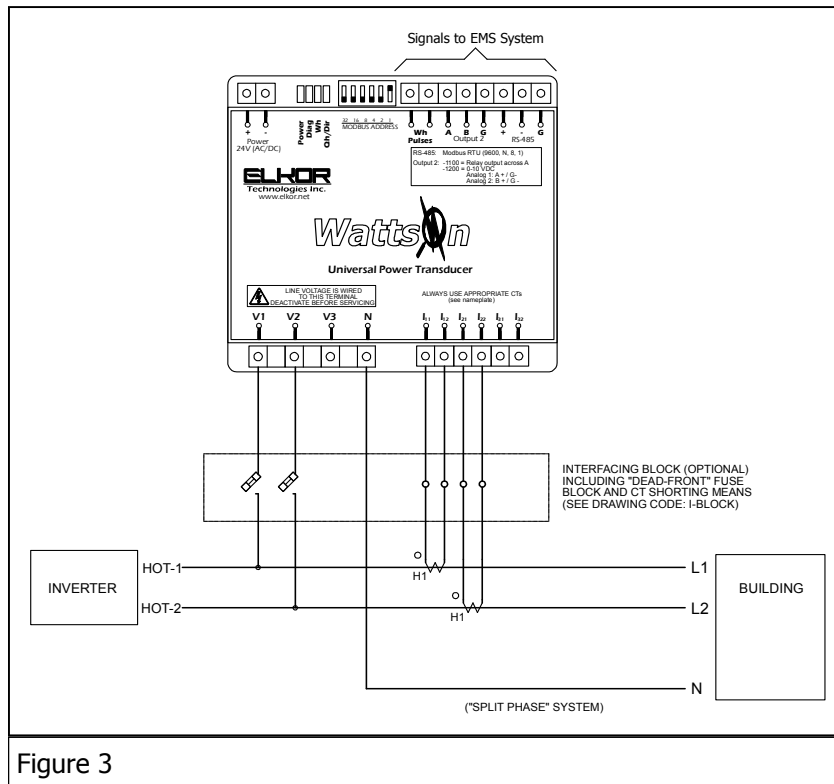 Signals to EMS System
+ -
Power
24V (AC/DC)
Power
Diag
Wh
Qh/Dir
32 16 8 4 2 1
MODBUS ADDRESS
Wh
Pulses
A B G
Output 2
+ - G
RS-485
RS-485: Modbus RTU (9600, N, 8, 1)
Output 2: -1100 = Relay output across A
-1200 = 0-10 VDC
Analog 1: A + / G-
Analog 2: B + / G -
ELKOR
Technologies Inc.
www.elkor.net
WattsOn
Universal Power Transducer
LINE VOLTAGE IS WIRED
TO THIS TERMINAL
DEACTIVATE BEFORE SERVICING
ALWAYS USE APPROPRIATE CTs
(see nameplate)
V1 V2 V3 N
I11 I12 I21 I22 I31 I32
INTERFACING BLOCK (OPTIONAL)
INCLUDING "DEAD-FRONT" FUSE
BLOCK AND CT SHORTING MEANS
(SEE DRAWING CODE: I-BLOCK)
INVERTER
HOT-1
H1
L1
BUILDING
HOT-2
H1
L2
N
("SPLIT PHASE" SYSTEM)
Figure 3